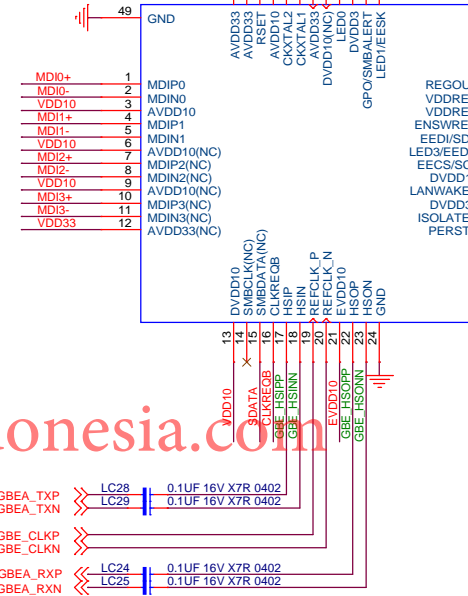 49
GND
AVDD33
AVDD33
RSET
AVDD10
CKXTAL2
CKXTAL1
AVDD33
DVDD10(NC)
LED0
DVDD3
GPO/SMBALERT
LED1/EESK
MDI0+ 1 MDIP0
MDI0- 2 MDIN0
VDD10 3 AVDD10
MDI1+ 4 MDIP1
MDI1- 5 MDIN1
VDD10 6 AVDD10(NC)
MDI2+ 7 MDIP2(NC)
MDI2- 8 MDIN2(NC)
VDD10 9 AVDD10(NC)
MDI3+ 10 MDIP3(NC)
MDI3- 11 MDIN3(NC)
VDD33 12 AVDD33(NC)
REGOU
VDDRE
VDDRE
ENSWRE
EEDI/SD
LED3/EED
EECS/SC
DVDD1
LANWAKE
DVDD3
ISOLATE
PERST
DVDD10
SMBCLK(NC)
SMBDATA(NC)
CLKREQB
HSIP
HSIN
REFCLK_P
REFCLK_N
EVDD10
HSOP
HSON
GND
13
14
15
16
17
18
19
20
21
22
23
24
VDD10
SDATA
CLKREQB
GBE_HSIPP
GBE_HSINN
EVDD10
GBE_HSOPP
GBE_HSONN
onesia.com
GBEA_TXP LC28 0.1UF 16V X7R 0402
GBEA_TXN LC29 0.1UF 16V X7R 0402
GBE_CLKP
GBE_CLKN
GBEA_RXP LC24 0.1UF 16V X7R 0402
GBEA_RXN LC25 0.1UF 16V X7R 0402